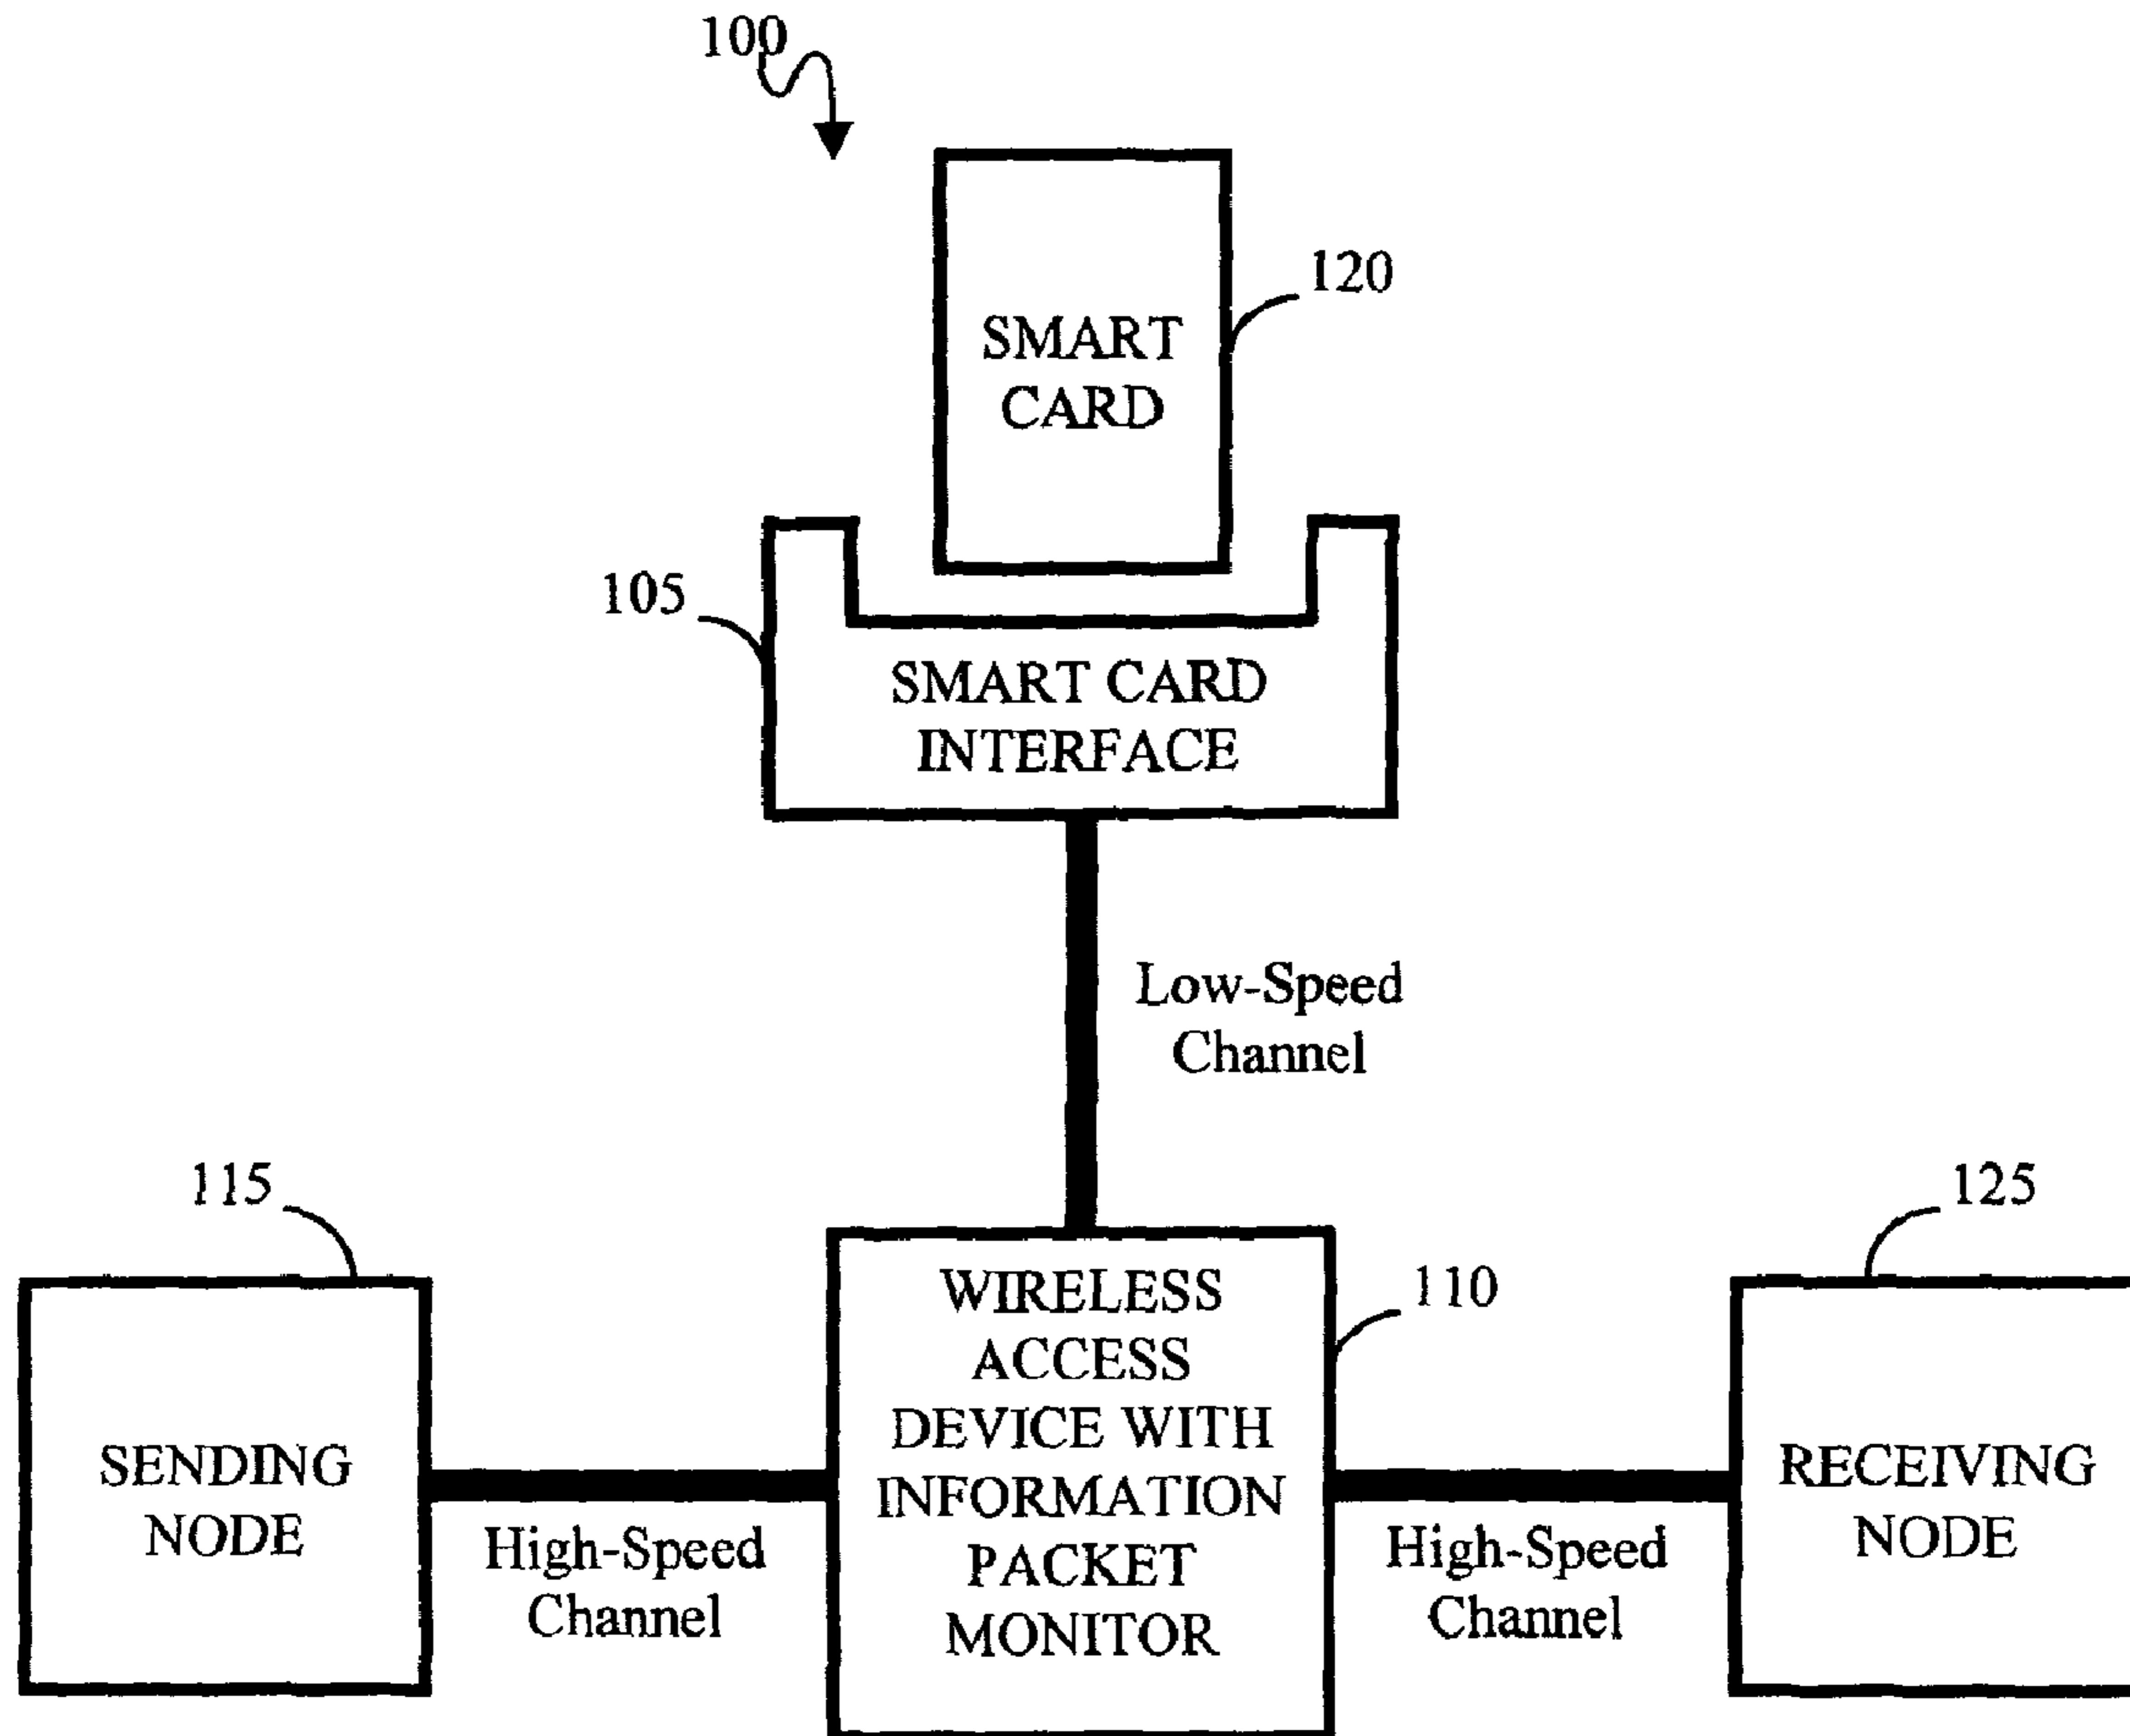 100
120
SMART
CARD
105
SMART CARD
INTERFACE
Low-Speed
Channel
115
125
110
WIRELESS
ACCESS
DEVICE WITH
INFORMATION
PACKET
MONITOR
SENDING
NODE
High-Speed
Channel
High-Speed
Channel
RECEIVING
NODE